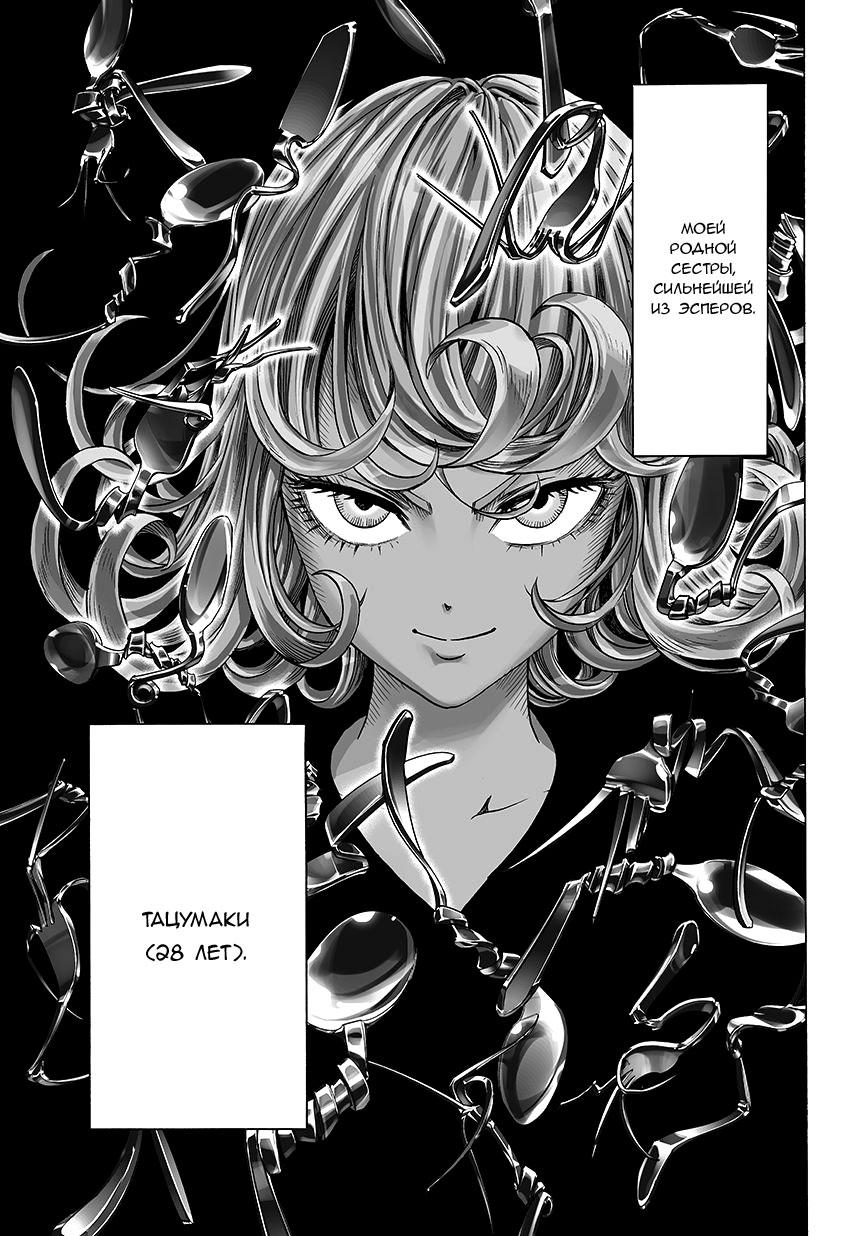 МОЕЙ
РОДНОЙ
СЕСТРЫ,
СИЛЬНЕЙШЕЙ
ИЗ ЭСПЕРОВ.
ТАЦУМАКИ
(28 ЛЕТ).